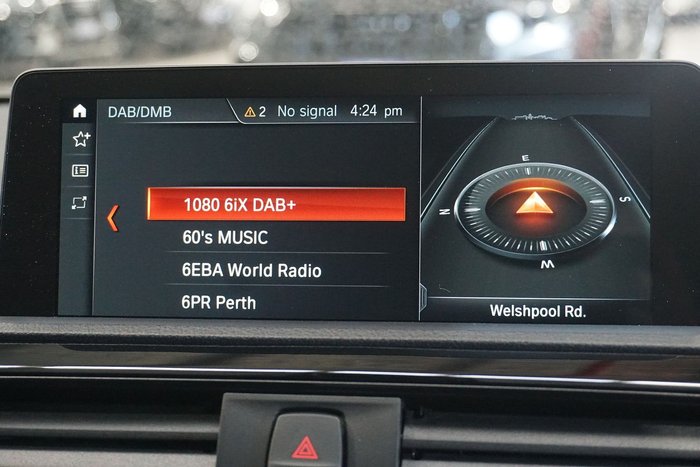 DAB/DMB
2 No signal 4:24 pm
1080 6iX DAB+
60's MUSIC
6EBA World Radio
6PR Perth
E
N
S
W
Welshpool Rd.